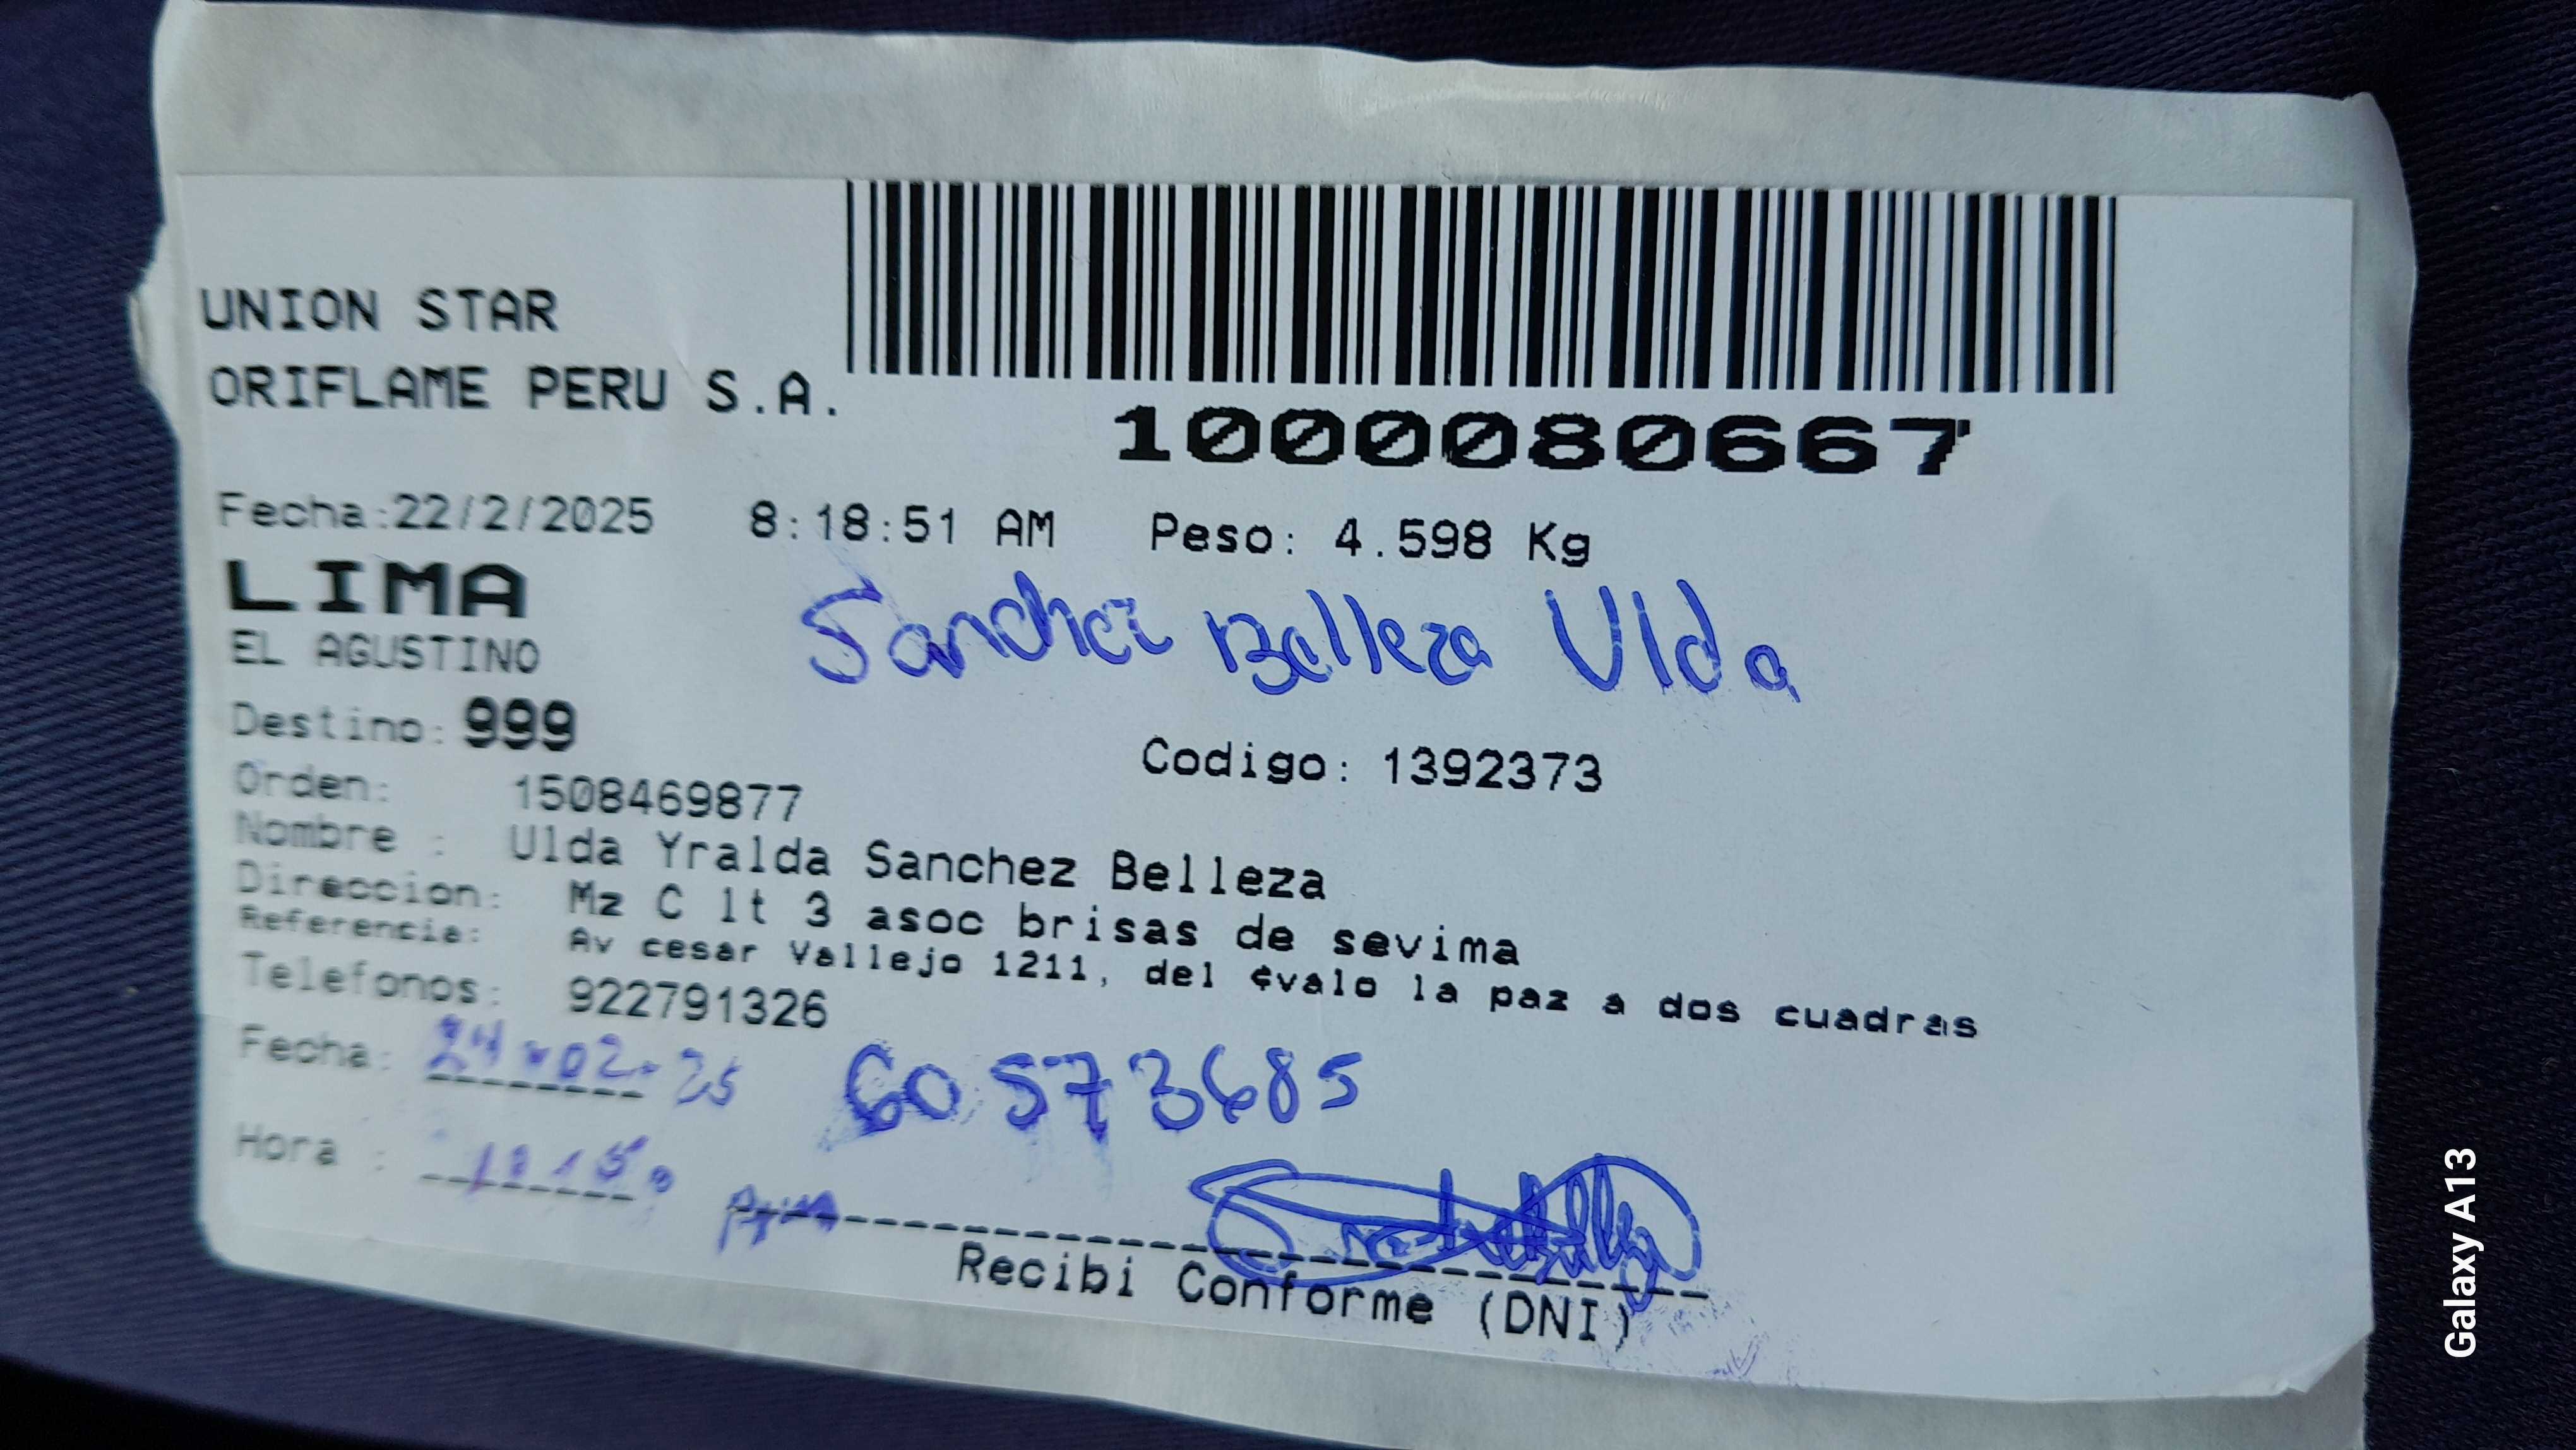 UNION STAR
ORIFLAME PERU S.A.
1000080667
Fecha:22/2/2025 8:18:51 AM Peso: 4.598 Kg
LIMA
EL AGUSTINO
Sanchez Belleza Ulda
Destino: 999
Codigo: 1392373
Orden: 1508469877
Nombre : Ulda Yralda Sanchez Belleza
Direccion: Mz C lt 3 asoc brisas de sevima
Referencia: Av cesar Vallejo 1211, del ¢valo la paz a dos cuadras
Telefonos: 922791326
Fecha: 24-02-25 60573685
Hora :
Recibi Conforme (DNI)
Galaxy A13